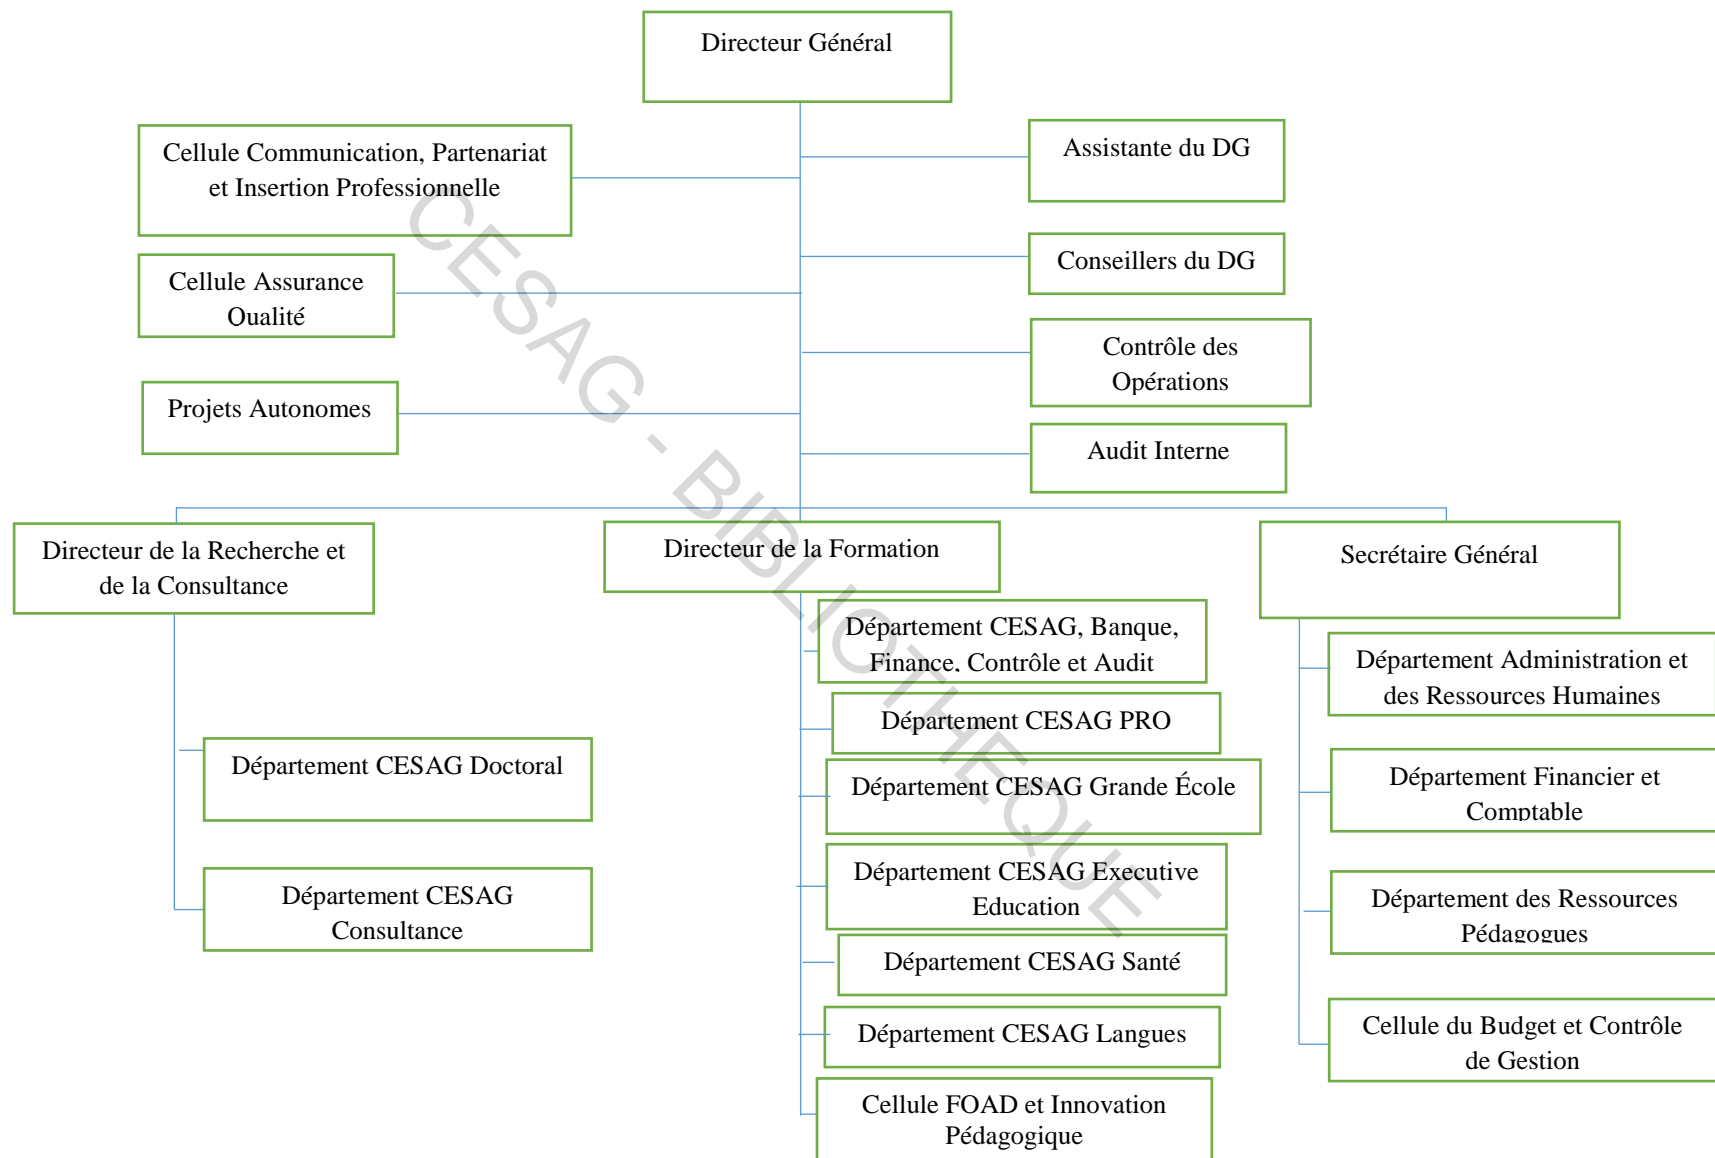 Directeur Général
Cellule Communication, Partenariat
et Insertion Professionnelle
Assistante du DG
Conseillers du DG
Cellule Assurance
Qualité
Contrôle des
Opérations
Projets Autonomes
Audit Interne
Directeur de la Recherche et
de la Consultance
Directeur de la Formation
Secrétaire Général
Département CESAG Doctoral
Département CESAG
Consultance
Département CESAG, Banque,
Finance, Contrôle et Audit
Département CESAG PRO
Département CESAG Grande École
Département CESAG Executive
Education
Département CESAG Santé
Département CESAG Langues
Cellule FOAD et Innovation
Pédagogique
Département Administration et
des Ressources Humaines
Département Financier et
Comptable
Département des Ressources
Pédagogues
Cellule du Budget et Contrôle
de Gestion
CESAG - BIBLIOTHEQUE